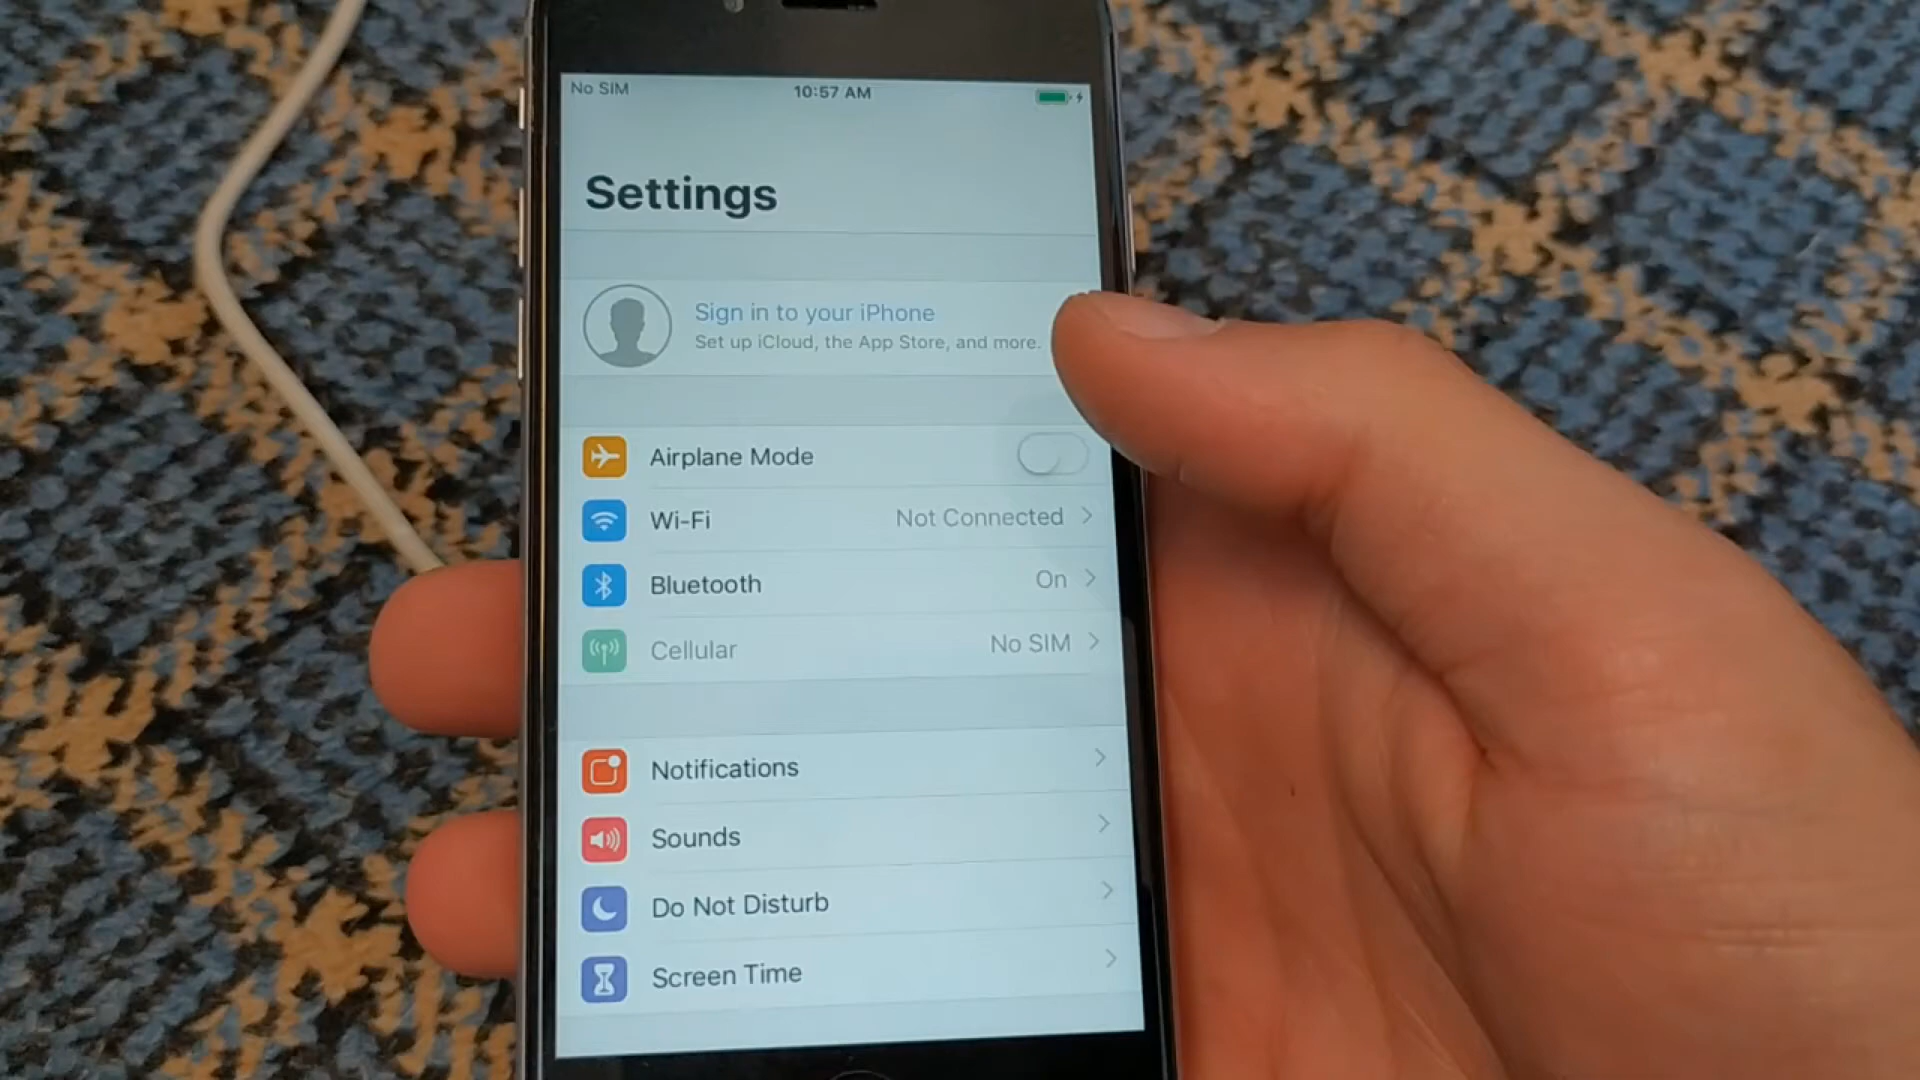 No SIM 10:57 AM
Settings
Sign in to your iPhone
Set up iCloud, the App Store, and more.
Airplane Mode
Wi-Fi Not Connected
Bluetooth On
Cellular No SIM
Notifications
Sounds
Do Not Disturb
Screen Time